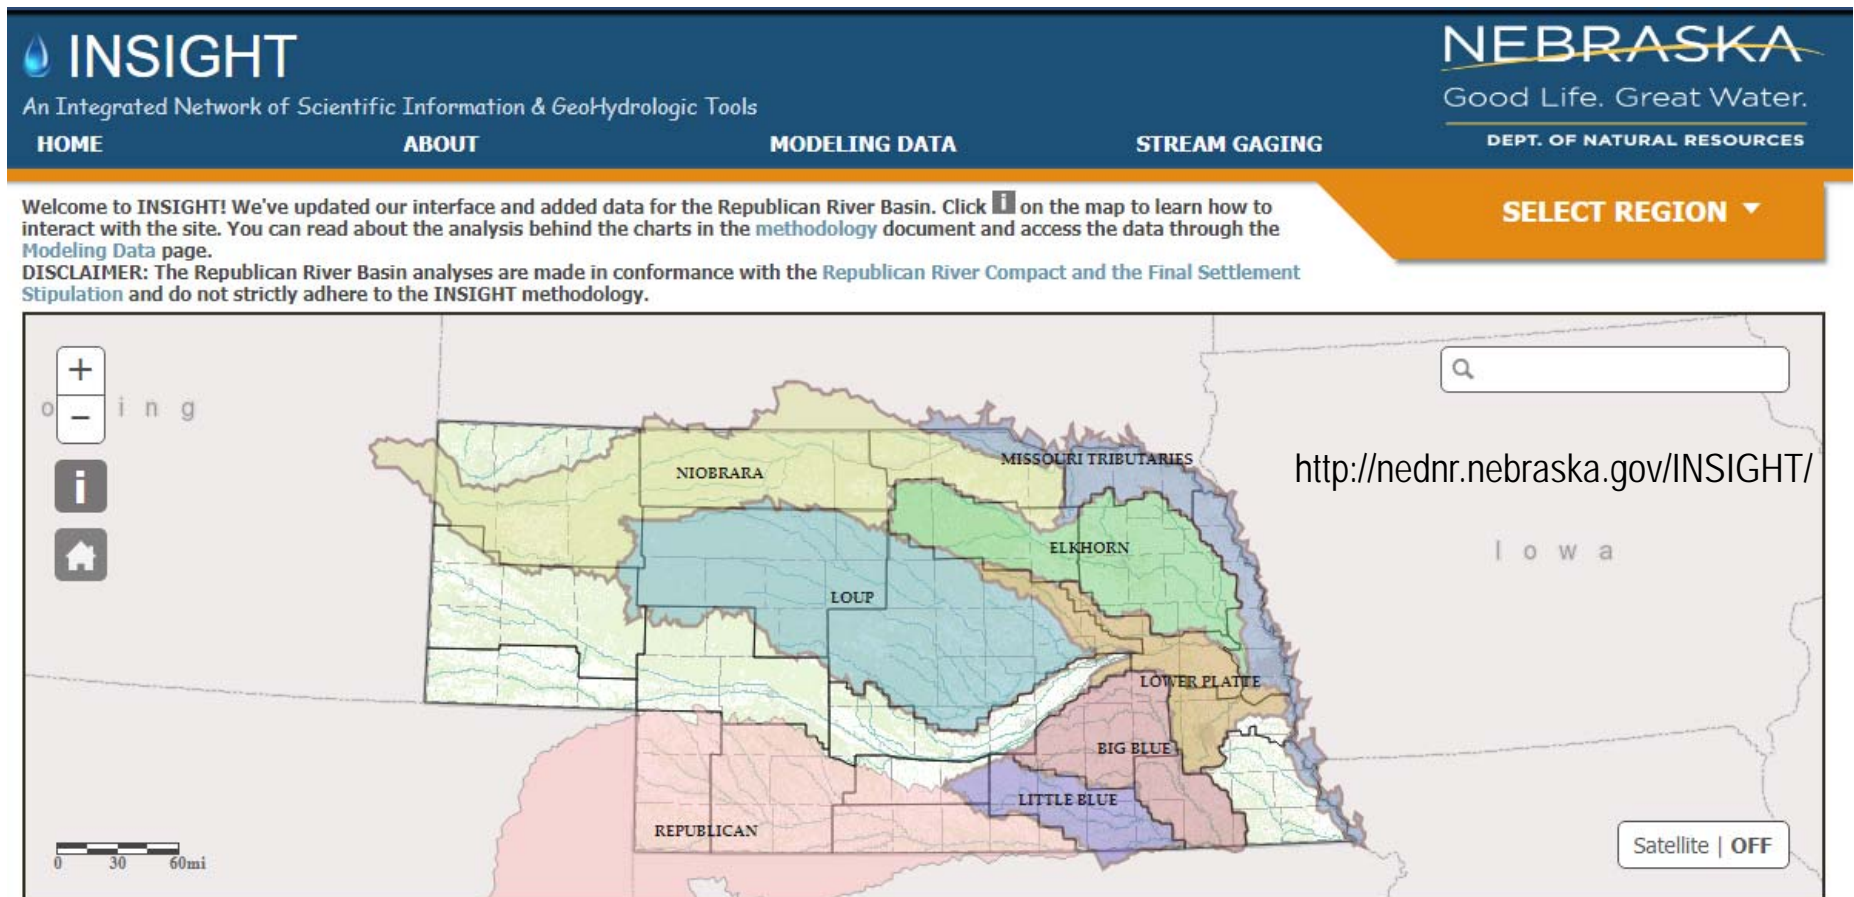 INSIGHT
An Integrated Network of Scientific Information & GeoHydrologic Tools
NEBRASKA
Good Life. Great Water.
DEPT. OF NATURAL RESOURCES
HOME ABOUT MODELING DATA STREAM GAGING
Welcome to INSIGHT! We've updated our interface and added data for the Republican River Basin. Click i on the map to learn how to
interact with the site. You can read about the analysis behind the charts in the methodology document and access the data through the
Modeling Data page.
DISCLAIMER: The Republican River Basin analyses are made in conformance with the Republican River Compact and the Final Settlement
Stipulation and do not strictly adhere to the INSIGHT methodology.
SELECT REGION
+
−
o ing
i
NIOBRARA
MISSOURI TRIBUTARIES
http://nednr.nebraska.gov/INSIGHT/
ELKHORN
Iowa
LOUP
LOWER PLATTE
BIG BLUE
LITTLE BLUE
REPUBLICAN
0 30 60mi
Satellite | OFF